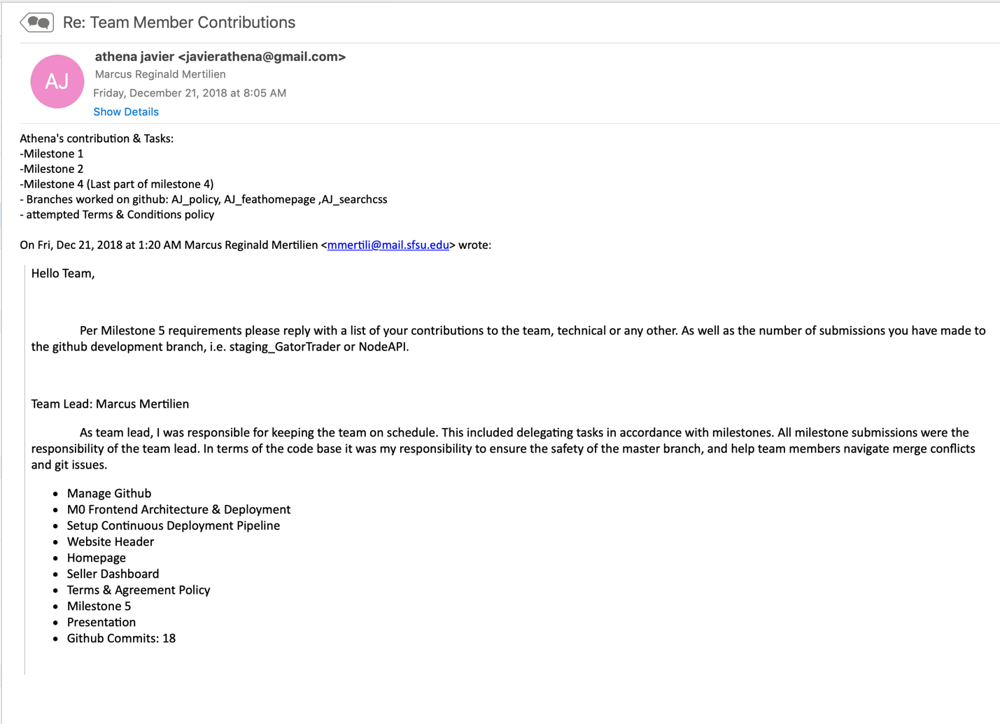 Re: Team Member Contributions
AJ
athena javier <javierathena@gmail.com>
Marcus Reginald Mertilien
Friday, December 21, 2018 at 8:05 AM
Show Details
Athena's contribution & Tasks:
-Milestone 1
-Milestone 2
-Milestone 4 (Last part of milestone 4)
- Branches worked on github: AJ_policy, AJ_feathomepage ,AJ_searchcss
- attempted Terms & Conditions policy
On Fri, Dec 21, 2018 at 1:20 AM Marcus Reginald Mertilien <mmertili@mail.sfsu.edu> wrote:
Hello Team,
Per Milestone 5 requirements please reply with a list of your contributions to the team, technical or any other. As well as the number of submissions you have made to
the github development branch, i.e. staging_GatorTrader or NodeAPI.
Team Lead: Marcus Mertilien
As team lead, I was responsible for keeping the team on schedule. This included delegating tasks in accordance with milestones. All milestone submissions were the
responsibility of the team lead. In terms of the code base it was my responsibility to ensure the safety of the master branch, and help team members navigate merge conflicts
and git issues.
• Manage Github
• M0 Frontend Architecture & Deployment
• Setup Continuous Deployment Pipeline
• Website Header
• Homepage
• Seller Dashboard
• Terms & Agreement Policy
• Milestone 5
• Presentation
• Github Commits: 18